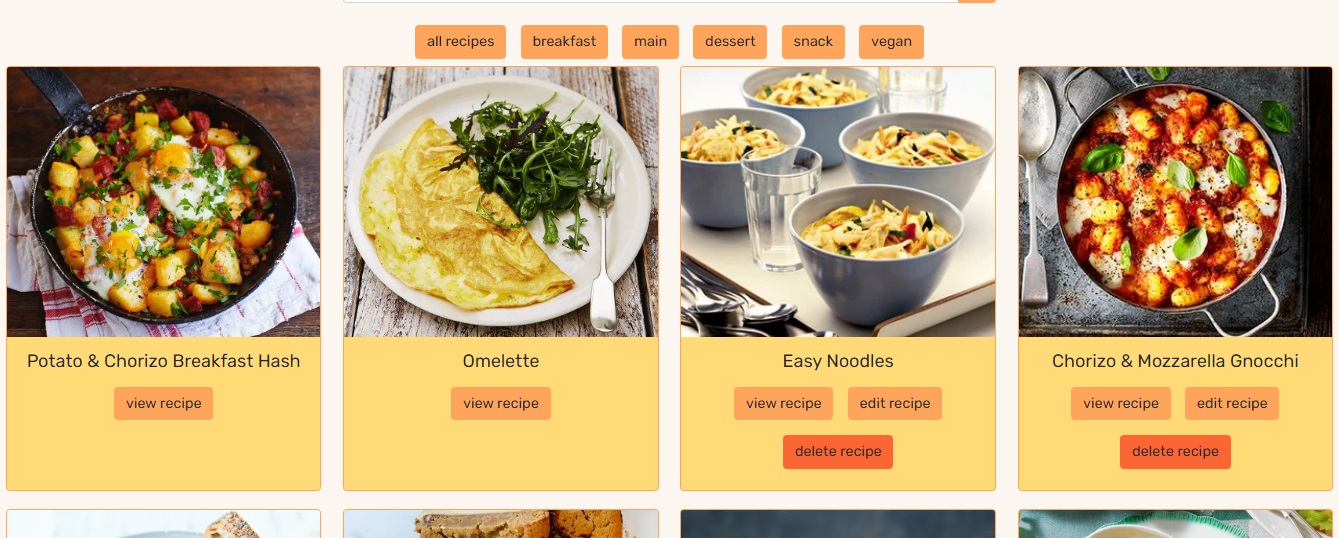 all recipes breakfast main dessert snack vegan
Potato & Chorizo Breakfast Hash
view recipe
Omelette
view recipe
Easy Noodles
view recipe edit recipe
delete recipe
Chorizo & Mozzarella Gnocchi
view recipe edit recipe
delete recipe